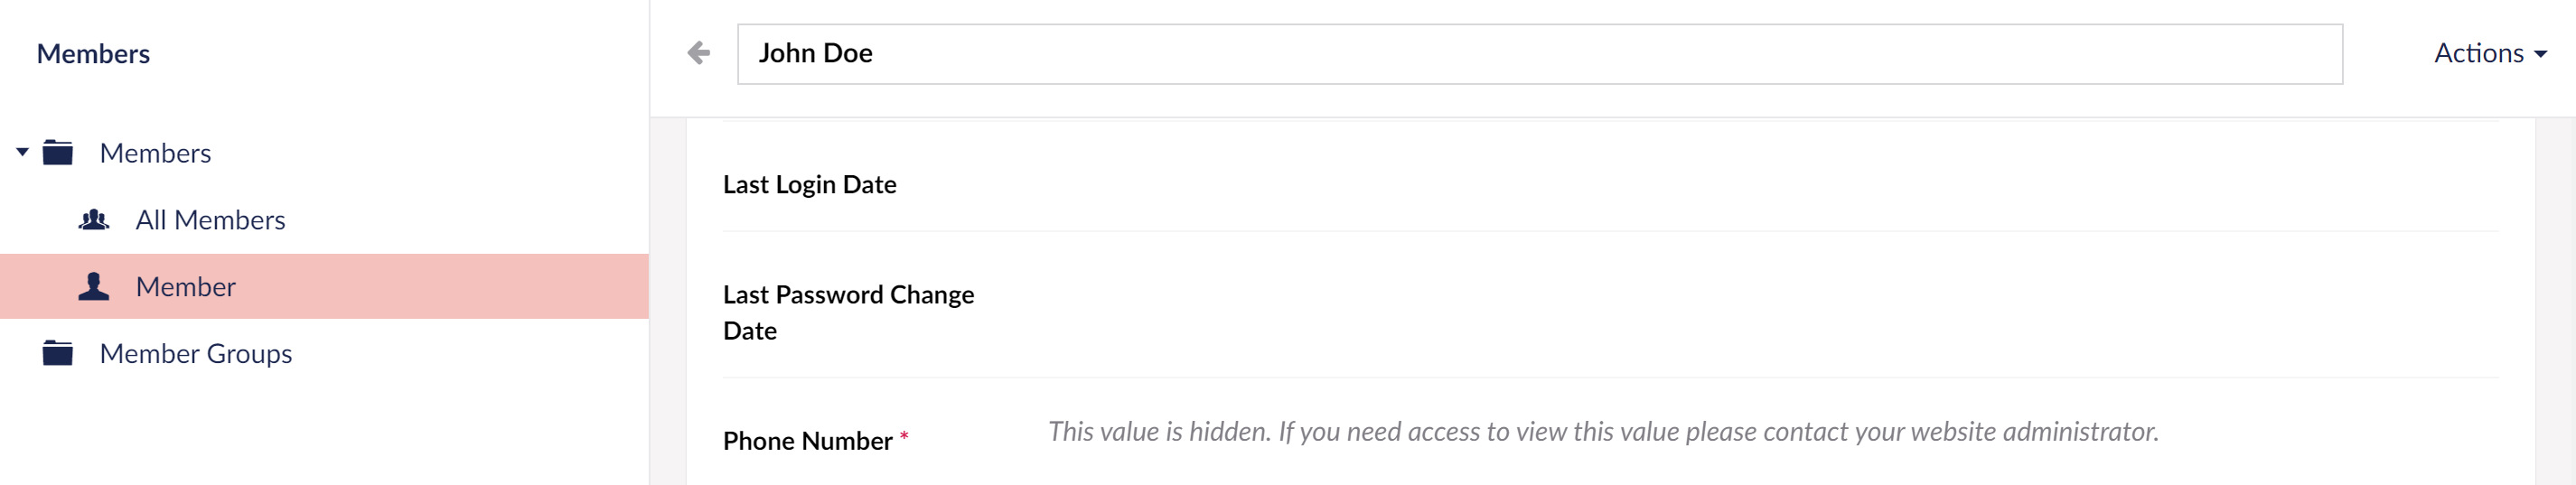 Members
Members
All Members
Member
Member Groups
John Doe
Actions
Last Login Date
Last Password Change
Date
Phone Number *
This value is hidden. If you need access to view this value please contact your website administrator.